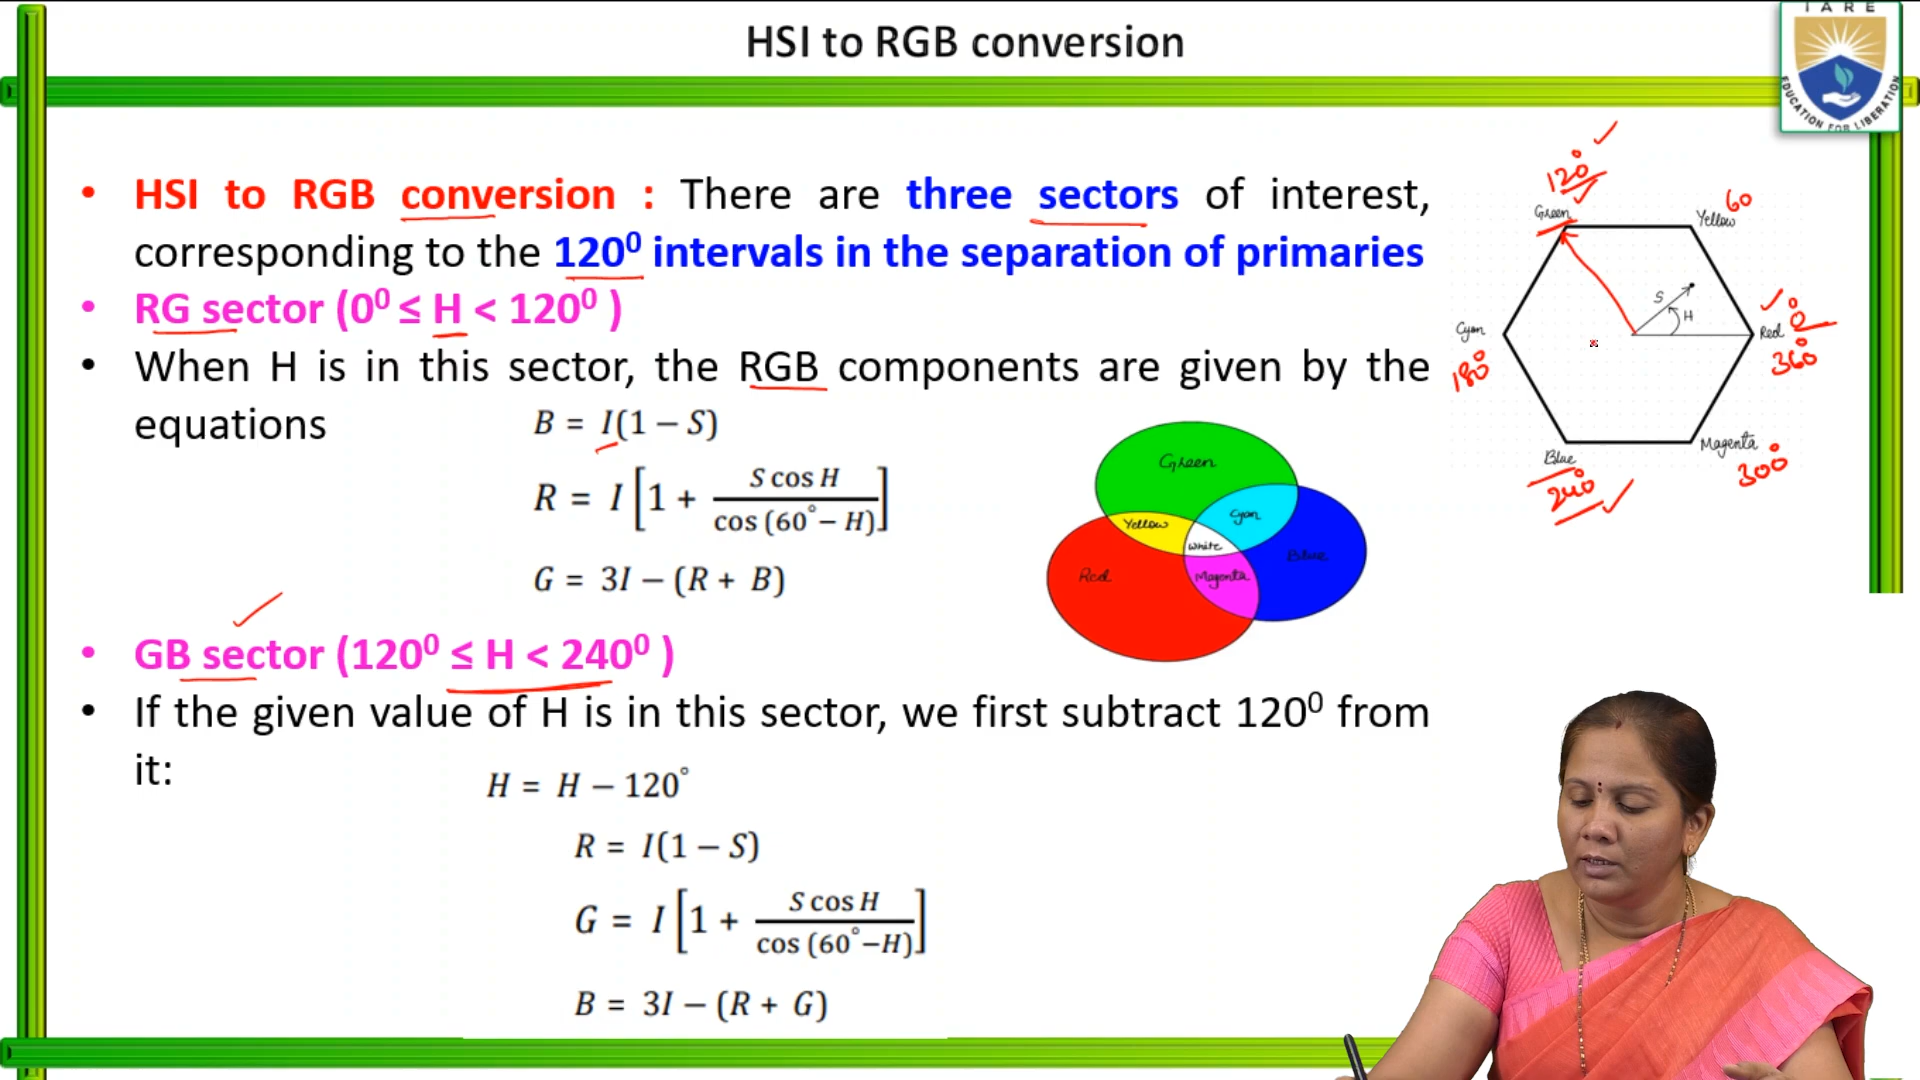 HSI to RGB conversion
I A R E
EDUCATION FOR LIBERATION
• HSI to RGB conversion : There are three sectors of interest,
corresponding to the 120⁰ intervals in the separation of primaries
• RG sector (0⁰ ≤ H < 120⁰ )
• When H is in this sector, the RGB components are given by the
equations
B = I(1 − S)
R = I [1 + S cos H / cos (60° − H)]
G = 3I − (R + B)
• GB sector (120⁰ ≤ H < 240⁰ )
• If the given value of H is in this sector, we first subtract 120⁰ from
it:
H = H − 120°
R = I(1 − S)
G = I [1 + S cos H / cos (60° −H)]
B = 3I − (R + G)
120°
Green
Yellow 60
S
H
Cyan
180°
Red 0°
360°
Blue
240°
Magenta
300°
Green
Yellow
Cyan
White
Blue
Red
Magenta